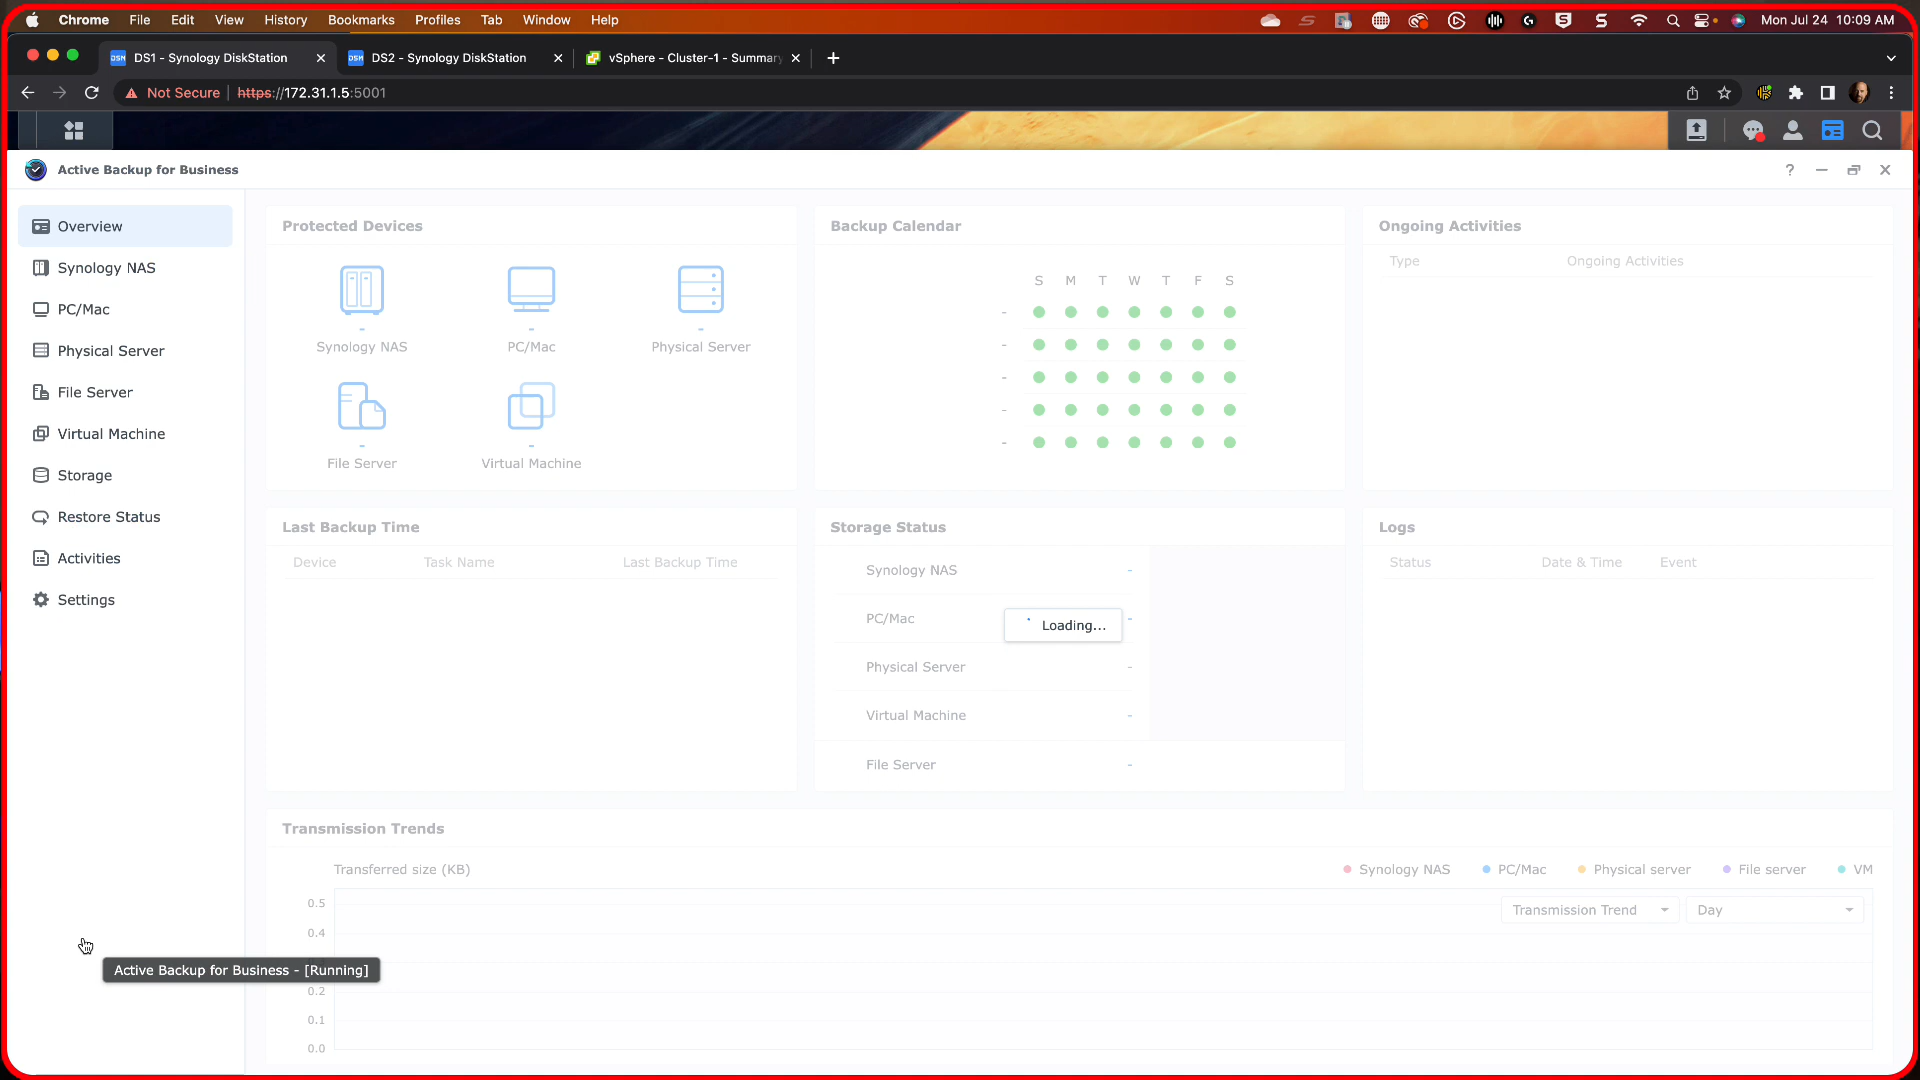 Chrome File Edit View History Bookmarks Profiles Tab Window Help Mon Jul 24 10:09 AM
DS1 - Synology DiskStation DS2 - Synology DiskStation vSphere - Cluster-1 - Summary
Not Secure https://172.31.1.5:5001
Active Backup for Business
Overview
Synology NAS
PC/Mac
Physical Server
File Server
Virtual Machine
Storage
Restore Status
Activities
Settings
Protected Devices
- - -
Synology NAS PC/Mac Physical Server
- -
File Server Virtual Machine
Backup Calendar
S M T W T F S
-
-
-
-
-
Ongoing Activities
Type Ongoing Activities
Last Backup Time
Device Task Name Last Backup Time
Storage Status
Synology NAS -
PC/Mac -
Loading...
Physical Server -
Virtual Machine -
File Server -
Logs
Status Date & Time Event
Transmission Trends
Transferred size (KB) Synology NAS PC/Mac Physical server File server VM
Transmission Trend Day
0.5
0.4
0.2
0.1
0.0
Active Backup for Business - [Running]